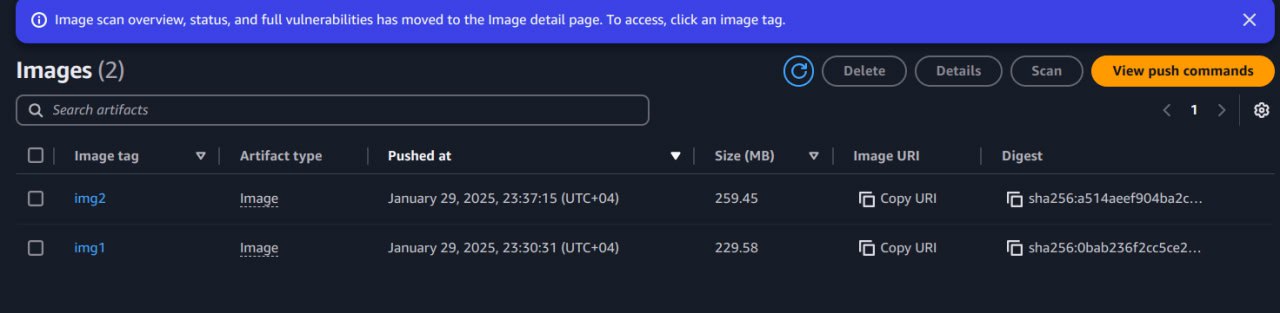 Image scan overview, status, and full vulnerabilities has moved to the Image detail page. To access, click an image tag.
Images (2)
Delete
Details
Scan
View push commands
Search artifacts
1
Image tag
Artifact type
Pushed at
Size (MB)
Image URI
Digest
img2
Image
January 29, 2025, 23:37:15 (UTC+04)
259.45
Copy URI
sha256:a514aeef904ba2c...
img1
Image
January 29, 2025, 23:30:31 (UTC+04)
229.58
Copy URI
sha256:0bab236f2cc5ce2...